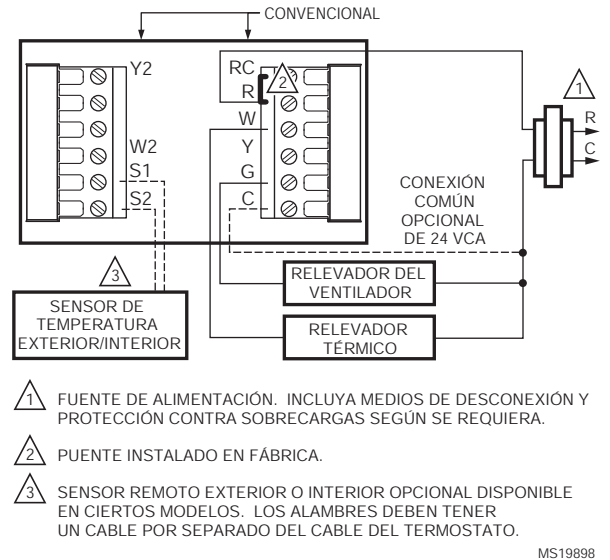 CONVENCIONAL
Y2
W2
S1
S2
RC
R
W
Y
G
C
2
1
R
C
CONEXIÓN
COMÚN
OPCIONAL
DE 24 VCA
3
SENSOR DE
TEMPERATURA
EXTERIOR/INTERIOR
RELEVADOR DEL
VENTILADOR
RELEVADOR
TÉRMICO
1 FUENTE DE ALIMENTACIÓN. INCLUYA MEDIOS DE DESCONEXIÓN Y
PROTECCIÓN CONTRA SOBRECARGAS SEGÚN SE REQUIERA.
2 PUENTE INSTALADO EN FÁBRICA.
3 SENSOR REMOTO EXTERIOR O INTERIOR OPCIONAL DISPONIBLE
EN CIERTOS MODELOS. LOS ALAMBRES DEBEN TENER
UN CABLE POR SEPARADO DEL CABLE DEL TERMOSTATO.
MS19898